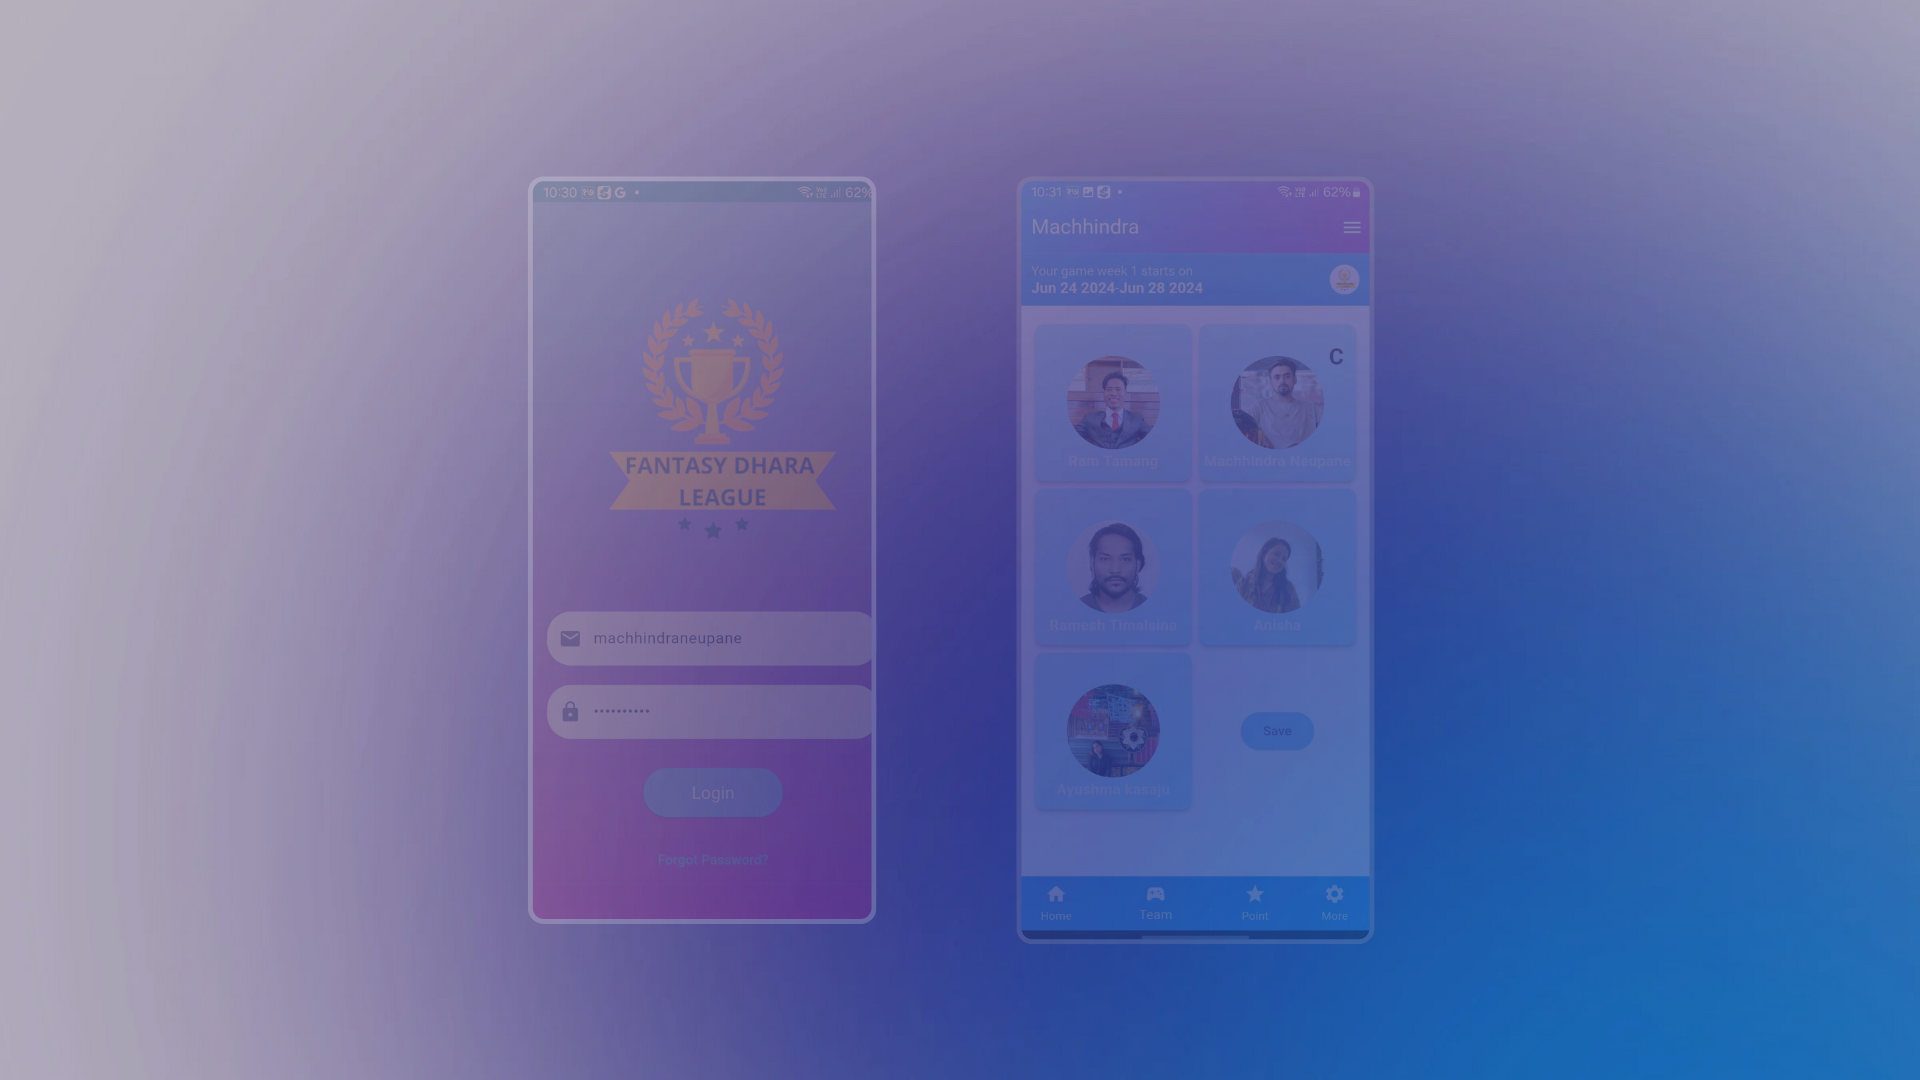 10:30
62%
FANTASY DHARA
LEAGUE
machhindraneupane
Login
Forgot Password?
10:31
62%
Machhindra
Your game week 1 starts on
Jun 24 2024-Jun 28 2024
C
Ram Tamang
Machhindra Neupane
Ramesh Timalsina
Anisha
Ayushma kasaju
Save
Home
Team
Point
More